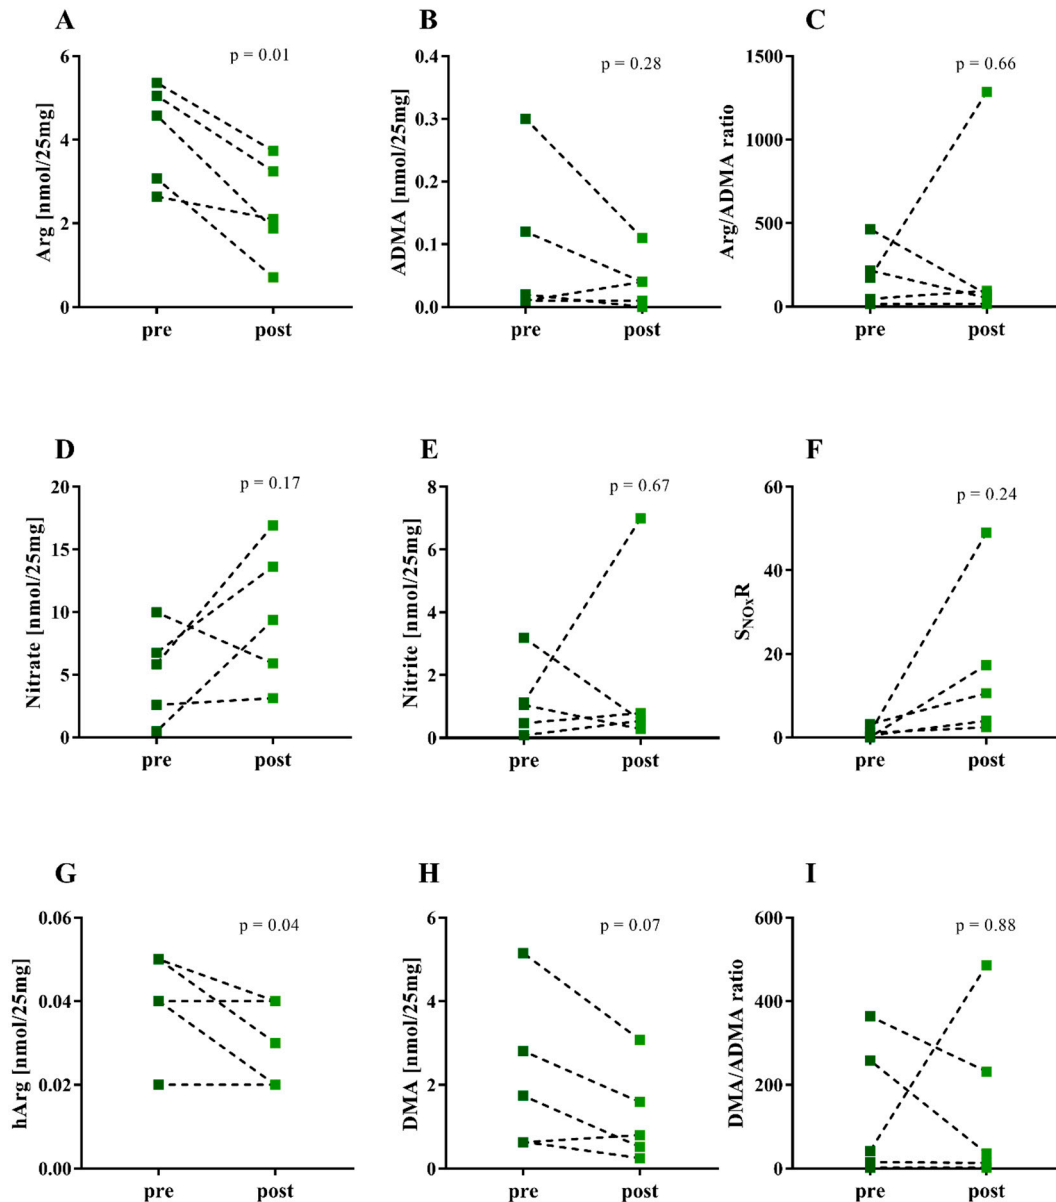 A
B
C
p = 0.01
p = 0.28
p = 0.66
Arg [nmol/25mg]
6
4
2
0
pre
post
ADMA [nmol/25mg]
0.4
0.3
0.2
0.1
0.0
pre
post
Arg/ADMA ratio
1500
1000
500
0
pre
post
D
E
F
p = 0.17
p = 0.67
p = 0.24
Nitrate [nmol/25mg]
20
15
10
5
0
pre
post
Nitrite [nmol/25mg]
8
6
4
2
0
pre
post
SNOxR
60
40
20
0
pre
post
G
H
I
p = 0.04
p = 0.07
p = 0.88
hArg [nmol/25mg]
0.06
0.04
0.02
0.00
pre
post
DMA [nmol/25mg]
6
4
2
0
pre
post
DMA/ADMA ratio
600
400
200
0
pre
post